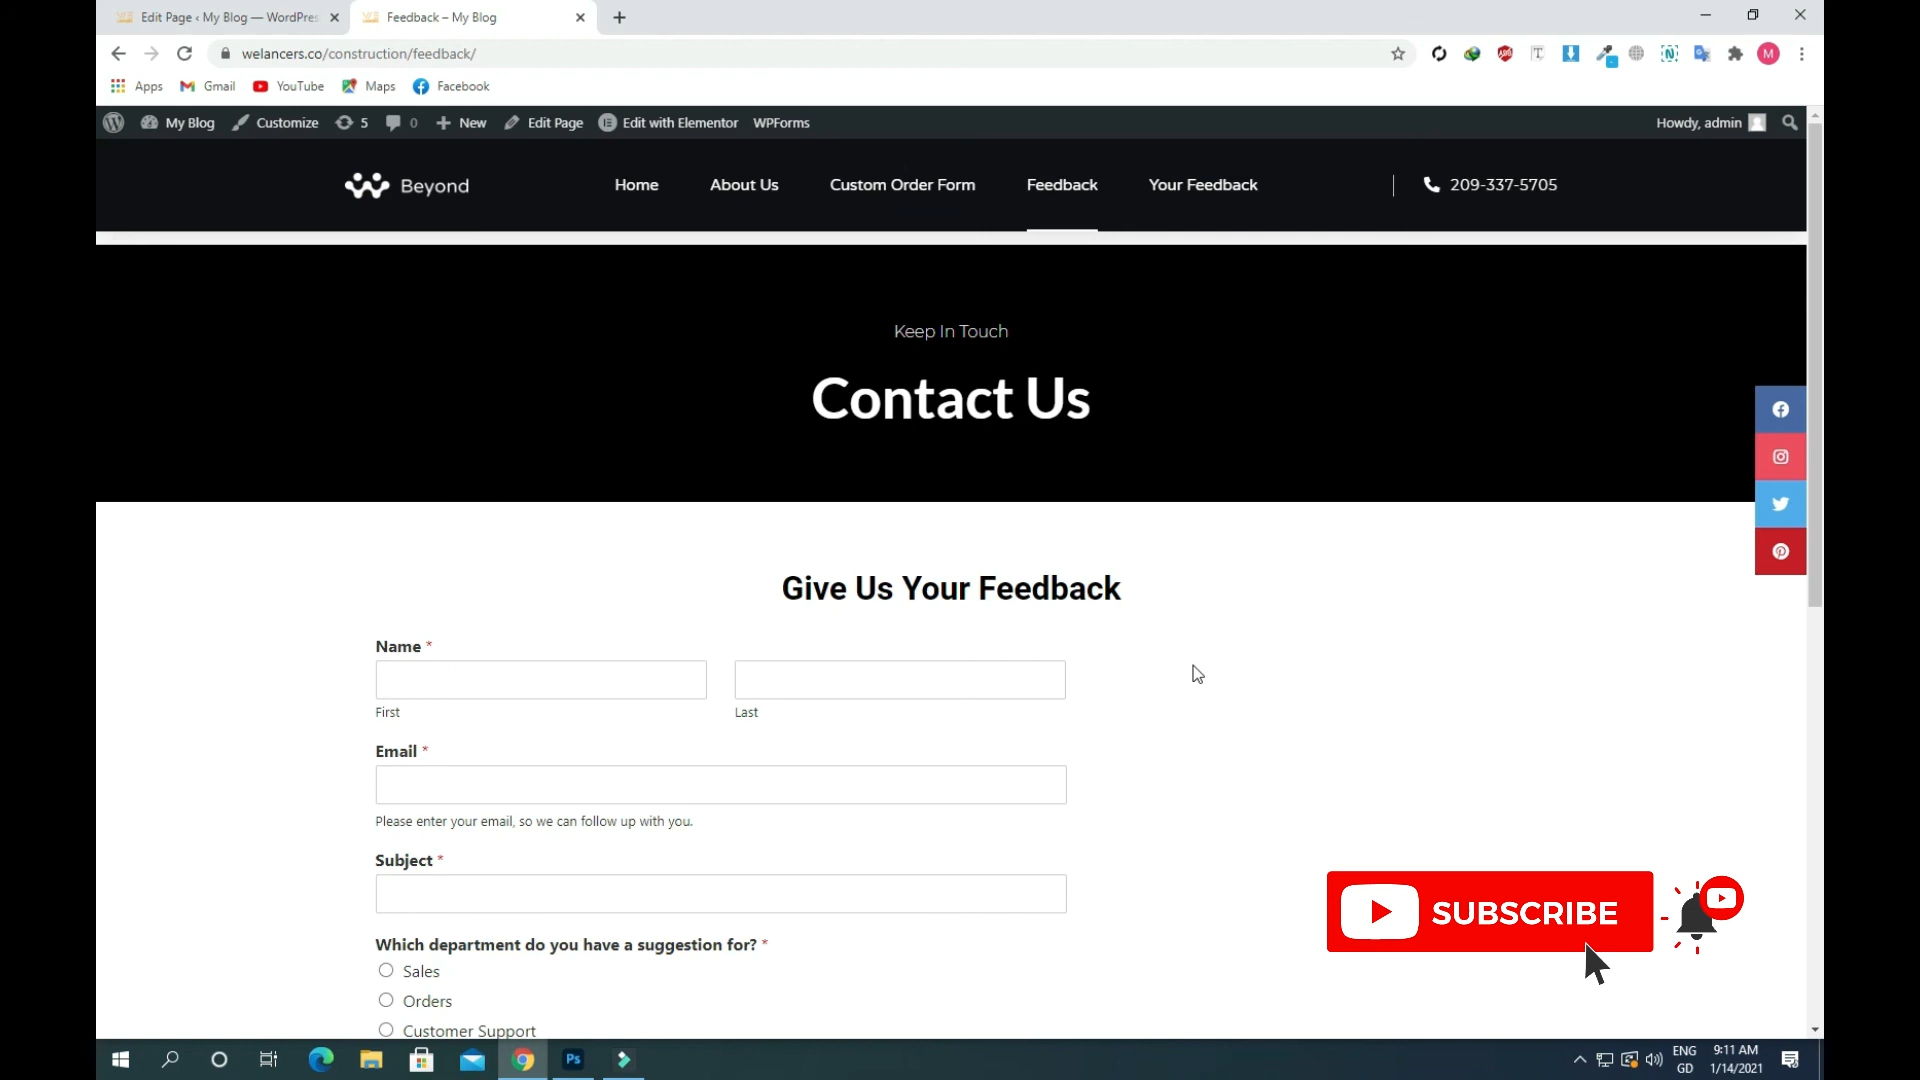 Edit Page ‹ My Blog — WordPres
Feedback – My Blog
welancers.co/construction/feedback/
Apps Gmail YouTube Maps Facebook
My Blog Customize 5 0 New Edit Page Edit with Elementor WPForms Howdy, admin
Beyond Home About Us Custom Order Form Feedback Your Feedback 209-337-5705
Keep In Touch
Contact Us
Give Us Your Feedback
Name *
First Last
Email *
Please enter your email, so we can follow up with you.
Subject *
SUBSCRIBE
Which department do you have a suggestion for? *
Sales
Orders
Customer Support
Ps
ENG
GD
9:11 AM
1/14/2021